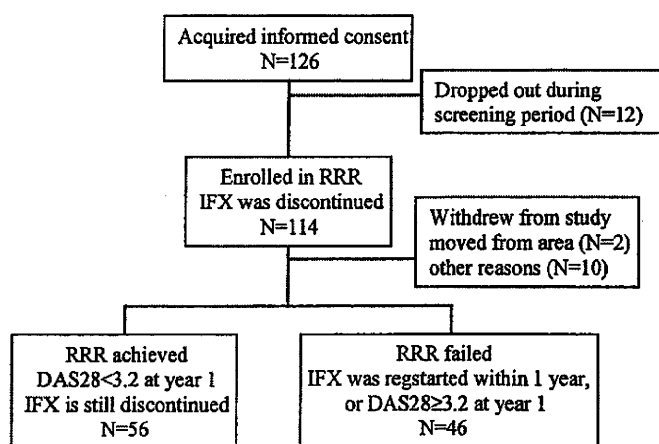 Acquired informed consent
N=126
Dropped out during
screening period (N=12)
Enrolled in RRR
IFX was discontinued
N=114
Withdrew from study
moved from area (N=2)
other reasons (N=10)
RRR achieved
DAS28<3.2 at year 1
IFX is still discontinued
N=56
RRR failed
IFX was regstarted within 1 year,
or DAS28≥3.2 at year 1
N=46